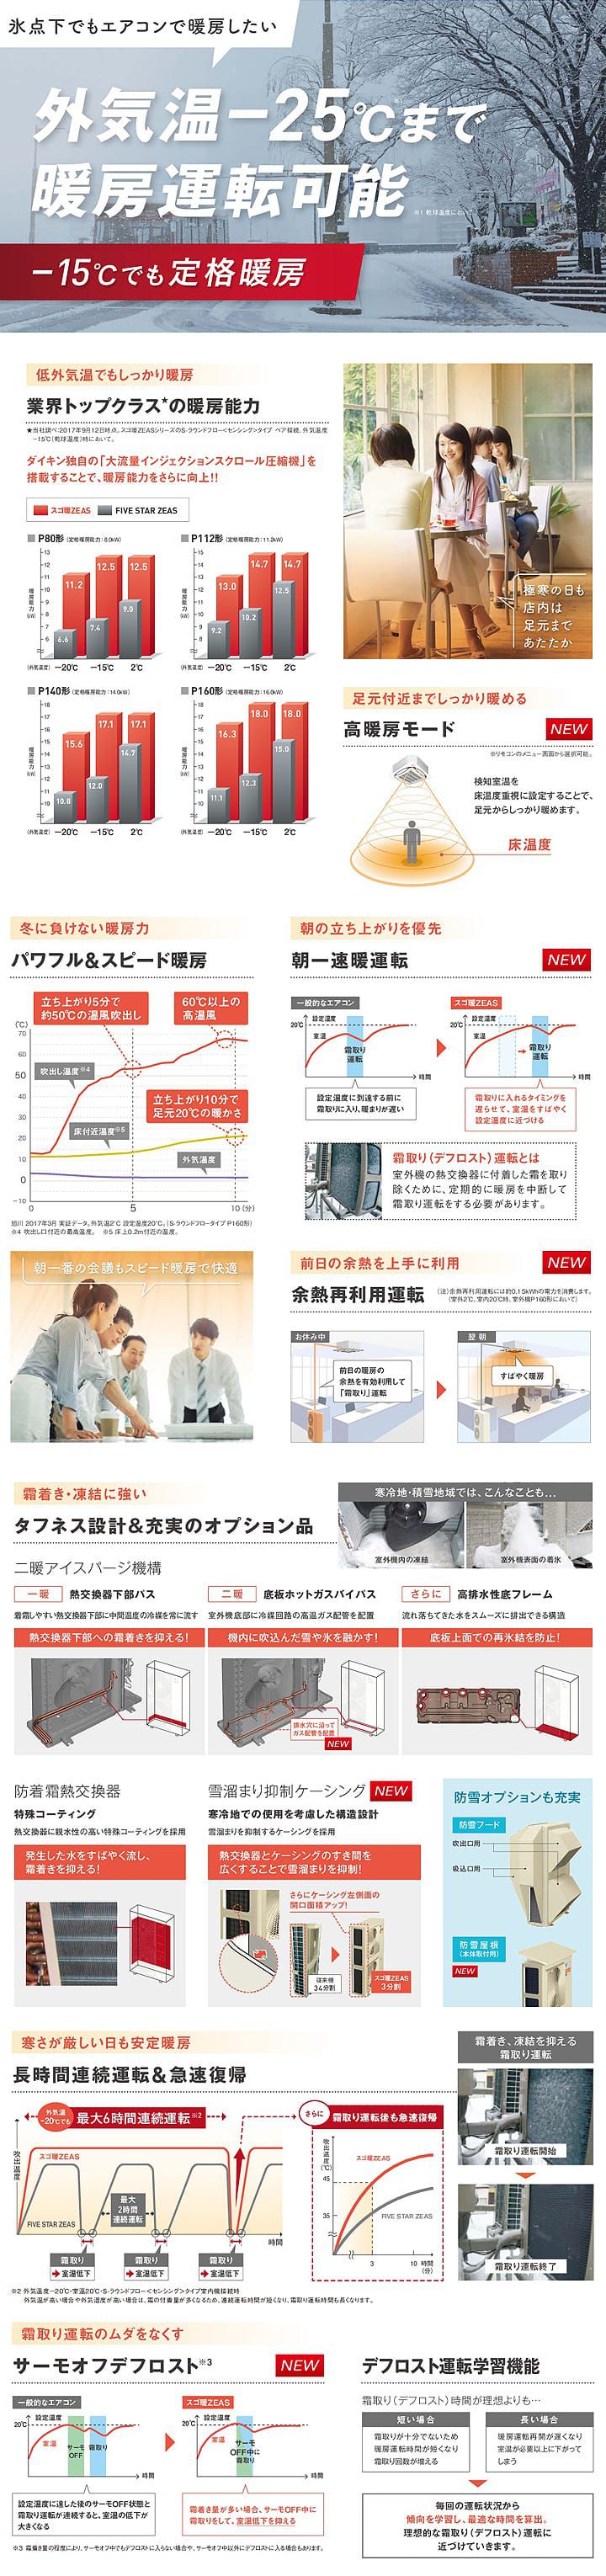 氷点下でもエアコンで暖房したい
外気温−25℃まで
暖房運転可能
※1 乾球温度において
−15℃でも定格暖房
低外気温でもしっかり暖房
業界トップクラス★の暖房能力
★当社調べ:2017年9月12日時点。スゴ暖ZEASシリーズのS-ラウンドフロー<センシング>タイプ ペア接続、外気温度
−15℃(乾球温度)時において。
ダイキン独自の「大流量インジェクションスクロール圧縮機」を
搭載することで、暖房能力をさらに向上!!
スゴ暖ZEAS
FIVE STAR ZEAS
P80形 (定格暖房能力:8.0kW)
13
12
11
10
9
8
7
6
暖房能力(kW)
11.2
6.6
12.5
7.4
12.5
9.0
(外気温度) −20℃ −15℃ 2℃
P112形 (定格暖房能力:11.2kW)
15
14
13
12
11
10
9
8
暖房能力(kW)
13.0
9.2
14.7
10.2
14.7
12.5
(外気温度) −20℃ −15℃ 2℃
P140形 (定格暖房能力:14.0kW)
18
17
16
15
14
13
12
11
10
暖房能力(kW)
15.6
10.8
17.1
12.0
17.1
14.7
(外気温度) −20℃ −15℃ 2℃
P160形 (定格暖房能力:16.0kW)
18
17
16
15
14
13
12
11
10
暖房能力(kW)
16.3
11.1
18.0
12.3
18.0
15.0
(外気温度) −20℃ −15℃ 2℃
極寒の日も
店内は
足元まで
あたたか
足元付近までしっかり暖める
高暖房モード
NEW
※リモコンのメニュー画面から選択可能。
検知室温を
床温度重視に設定することで、
足元からしっかり暖めます。
床温度
冬に負けない暖房力
パワフル&スピード暖房
立ち上がり5分で
約50℃の温風吹出し
60℃以上の
高温風
(℃)
70
60
50
40
30
20
10
0
−10
吹出し温度※4
立ち上がり10分で
足元20℃の暖かさ
床付近温度※5
外気温度
0
5
10(分)
旭川 2017年3月 実証データ。外気温2℃ 設定温度20℃。(S-ラウンドフロータイプ P160形)
※4 吹出し口付近の最高温度。 ※5 床上0.2m付近の温度。
朝一番の会議もスピード暖房で快適
朝の立ち上がりを優先
朝一速暖運転
NEW
一般的なエアコン
設定温度
20℃
室温
霜取り
運転
時間
設定温度に到達する前に
霜取りに入り、暖まりが遅い
スゴ暖ZEAS
設定温度
20℃
室温
霜取り
運転
時間
霜取りに入れるタイミングを
遅らせて、室温をすばやく
設定温度に近づける
霜取り(デフロスト)運転とは
室外機の熱交換器に付着した霜を取り
除くために、定期的に暖房を中断して
霜取り運転をする必要があります。
前日の余熱を上手に利用
余熱再利用運転
NEW
(注)余熱再利用運転には約0.15kWhの電力を消費します。
(室外2℃、室内20℃時、室外機P160形において)
お休み中
前日の暖房の
余熱を有効利用して
「霜取り」運転
翌朝
すばやく暖房
霜着き・凍結に強い
タフネス設計&充実のオプション品
寒冷地・積雪地域では、こんなことも…
室外機内の凍結
室外機表面の着氷
二暖アイスパージ機構
一暖 熱交換器下部パス
着霜しやすい熱交換器下部に中間温度の冷媒を常に流す
熱交換器下部への霜着きを抑える!
二暖 底板ホットガスバイパス
室外機底部に冷媒回路の高温ガス配管を配置
機内に吹込んだ雪や氷を融かす!
排水穴に沿って
ガス配管を配置
NEW
さらに 高排水性底フレーム
流れ落ちてきた水をスムーズに排出できる構造
底板上面での再氷結を防止!
防着霜熱交換器
特殊コーティング
熱交換器に親水性の高い特殊コーティングを採用
発生した水をすばやく流し、
霜着きを抑える!
雪溜まり抑制ケーシング NEW
寒冷地での使用を考慮した構造設計
雪溜まりを抑制するケーシングを採用
熱交換器とケーシングのすき間を
広くすることで雪溜まりを抑制!
さらにケーシング左側面の
開口面積アップ!
従来機
34分割
スゴ暖ZEAS
3分割
防雪オプションも充実
防雪フード
吹出口用
吸込口用
防雪屋根
(本体取付用)
NEW
寒さが厳しい日も安定暖房
長時間連続運転&急速復帰
外気温
−20℃でも
最大6時間連続運転※2
吹出温度
スゴ暖ZEAS
最大
2時間
連続運転
FIVE STAR ZEAS
時間
霜取り
室温低下
霜取り
室温低下
霜取り
室温低下
さらに
霜取り運転後も急速復帰
吹出温度(℃)
スゴ暖ZEAS
45
35
FIVE STAR ZEAS
3
10 時間
(分)
霜着き、凍結を抑える
霜取り運転
霜取り運転開始
霜取り運転終了
※2 外気温度−20℃・室温20℃・S-ラウンドフロー<センシング>タイプ室内機接続時
外気温が高い場合や外気湿度が高い場合は、霜の付着量が多くなるため、連続運転時間が短くなり、霜取り運転時間も長くなります。
霜取り運転のムダをなくす
サーモオフデフロスト※3
NEW
一般的なエアコン
設定温度
20℃
室温
サーモ
OFF
霜取り
時間
設定温度に達した後のサーモOFF状態と
霜取り運転が連続すると、室温の低下が
大きくなる
スゴ暖ZEAS
設定温度
20℃
室温
サーモ
OFF中に
霜取り
時間
霜着き量が多い場合、サーモOFF中に
霜取りをして、室温低下を抑える
※3 霜着き量の程度により、サーモオフ中でもデフロストに入らない場合や、サーモオフ中以外にデフロストに入る場合もあります。
デフロスト運転学習機能
霜取り(デフロスト)時間が理想よりも…
短い場合
霜取りが十分でないため
暖房運転時間が短くなり
霜取り回数が増える
長い場合
暖房運転再開が遅くなり
室温が必要以上に下がって
しまう
毎回の運転状況から
傾向を学習し、最適な時間を算出。
理想的な霜取り(デフロスト)運転に
近づけていきます。